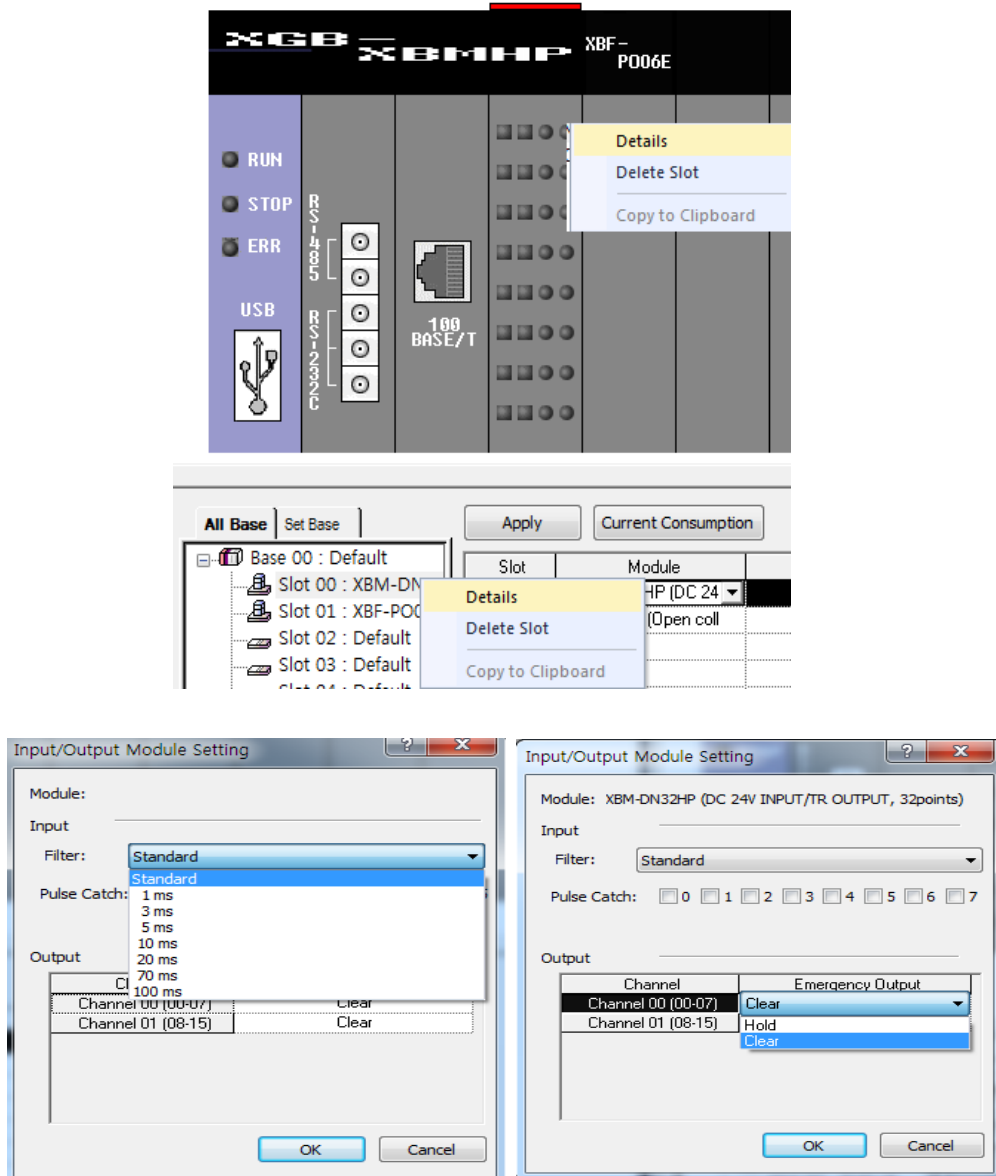 XGB-XBMHP
XBF-
PO06E
RUN
STOP
ERR
USB
RS-485
RS-232C
100
BASE/T
Details
Delete Slot
Copy to Clipboard
All Base
Set Base
Apply
Current Consumption
Base 00 : Default
Slot 00 : XBM-DN
Slot 01 : XBF-PO0
Slot 02 : Default
Slot 03 : Default
Slot 04 : Default
Slot
Module
HP (DC 24
(Open coll
Details
Delete Slot
Copy to Clipboard
Input/Output Module Setting
Module:
Input
Filter: Standard
Standard
1 ms
3 ms
5 ms
10 ms
20 ms
70 ms
100 ms
Pulse Catch:
Output
Channel 00 (00-07) Clear
Channel 01 (08-15) Clear
OK Cancel
Input/Output Module Setting
Module: XBM-DN32HP (DC 24V INPUT/TR OUTPUT, 32points)
Input
Filter: Standard
Pulse Catch: 0 1 2 3 4 5 6 7
Output
Channel Emergency Output
Channel 00 (00-07) Clear
Channel 01 (08-15) Hold
Clear
OK Cancel